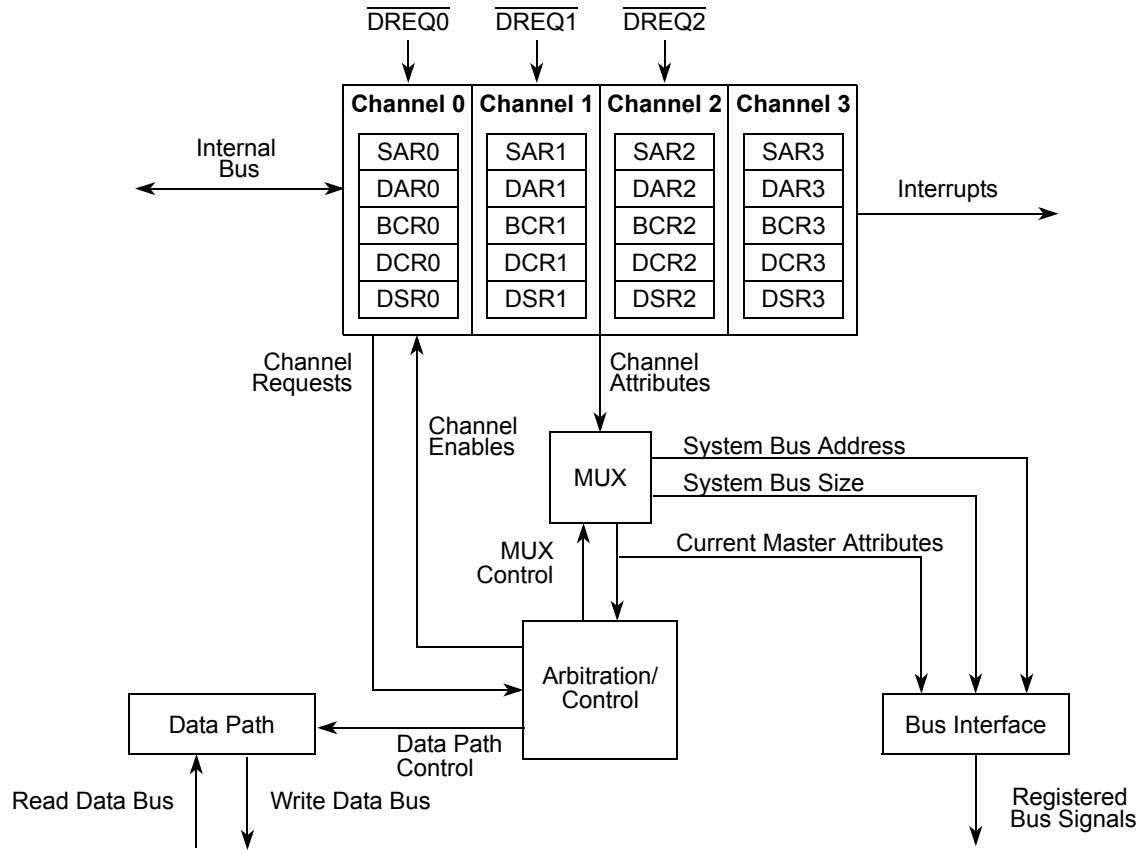 DREQ0 DREQ1 DREQ2
Channel 0 Channel 1 Channel 2 Channel 3
SAR0 SAR1 SAR2 SAR3
DAR0 DAR1 DAR2 DAR3
BCR0 BCR1 BCR2 BCR3
DCR0 DCR1 DCR2 DCR3
DSR0 DSR1 DSR2 DSR3
Internal
Bus
Interrupts
Channel
Requests
Channel
Enables
Channel
Attributes
MUX
System Bus Address
System Bus Size
Current Master Attributes
MUX
Control
Arbitration/
Control
Data Path
Data Path
Control
Bus Interface
Read Data Bus
Write Data Bus
Registered
Bus Signals